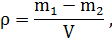 ρ = (m₁ − m₂) / V ,